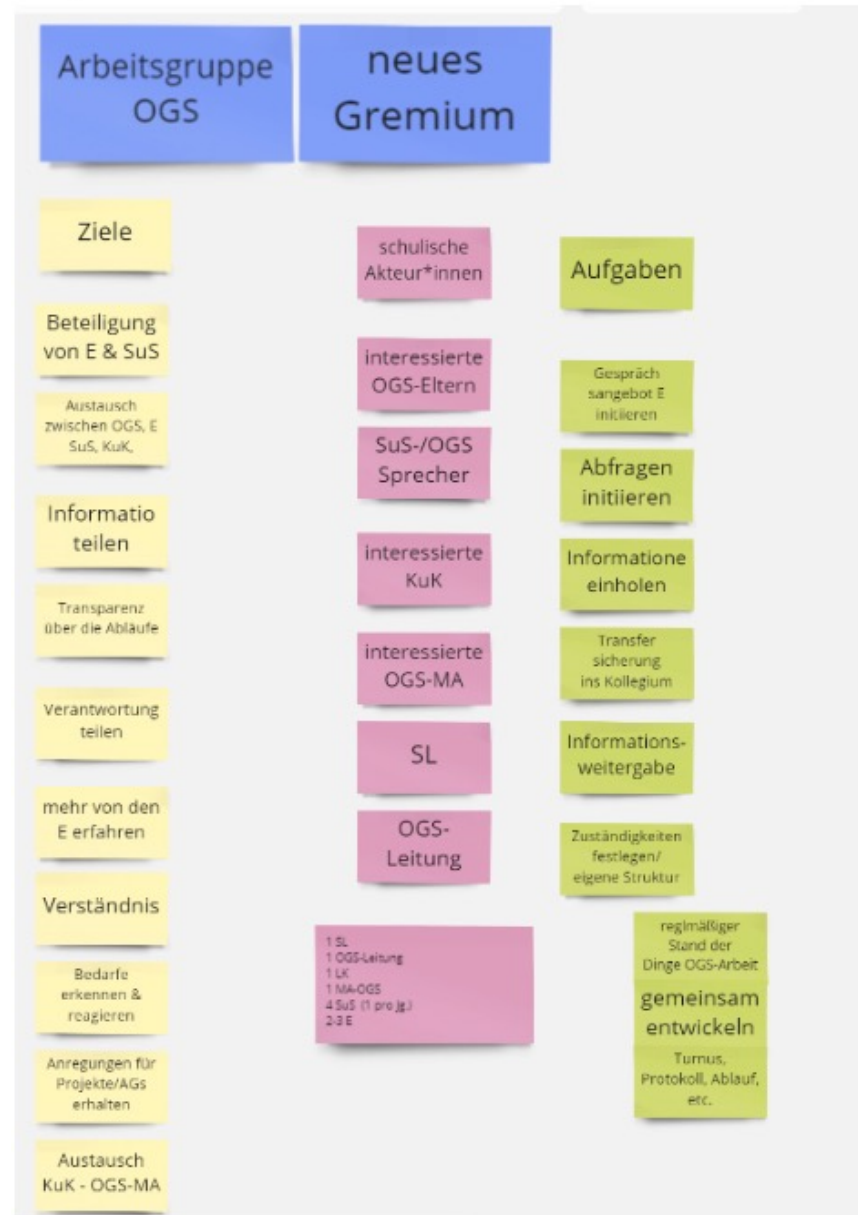 Arbeitsgruppe
OGS
neues
Gremium
Ziele
Beteiligung
von E & SuS
Austausch
zwischen OGS, E
SuS, KuK,
Informatio
teilen
Transparenz
über die Abläufe
Verantwortung
teilen
mehr von den
E erfahren
Verständnis
Bedarfe
erkennen &
reagieren
Anregungen für
Projekte/AGs
erhalten
Austausch
KuK - OGS-MA
schulische
Akteur*innen
interessierte
OGS-Eltern
SuS-/OGS
Sprecher
interessierte
KuK
interessierte
OGS-MA
SL
OGS-
Leitung
1 SL
1 OGS-Leitung
1 LK
1 MA-OGS
4 SuS (1 pro Jg.)
2-3 E
Aufgaben
Gespräch
sangebot E
initiieren
Abfragen
initiieren
Informatione
einholen
Transfer
sicherung
ins Kollegium
Informations-
weitergabe
Zuständigkeiten
festlegen/
eigene Struktur
reglmäßiger
Stand der
Dinge OGS-Arbeit
gemeinsam
entwickeln
Turnus,
Protokoll, Ablauf,
etc.